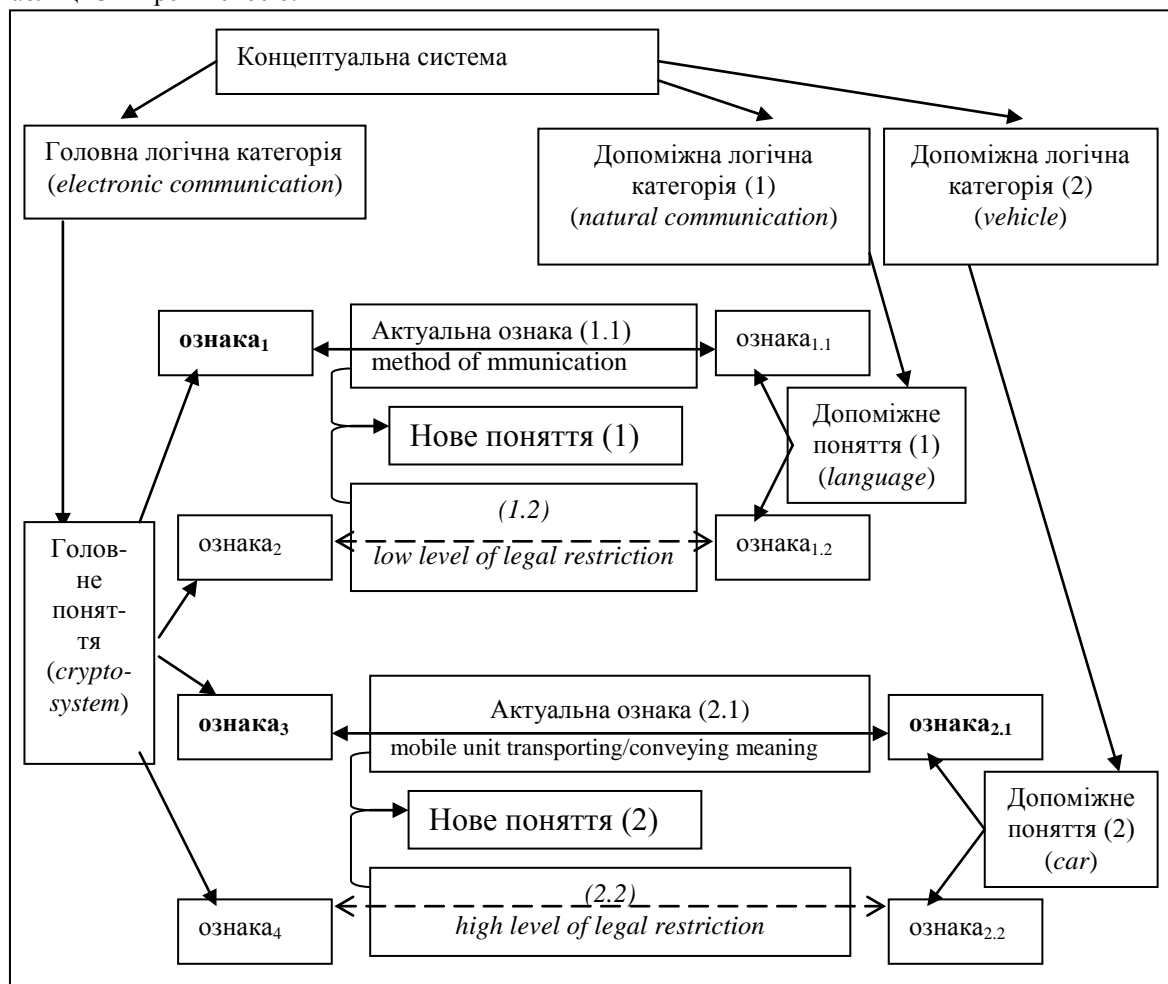 Концептуальна система
Головна логічна категорія
(electronic communication)
Допоміжна логічна
категорія (1)
(natural communication)
Допоміжна логічна
категорія (2)
(vehicle)
ознака1
Актуальна ознака (1.1)
method of mmunication
ознака1.1
Нове поняття (1)
Допоміжне
поняття (1)
(language)
ознака2
(1.2)
low level of legal restriction
ознака1.2
Голов-
не
понят-
тя
(crypto-
system)
ознака3
Актуальна ознака (2.1)
mobile unit transporting/conveying meaning
ознака2.1
Нове поняття (2)
Допоміжне
поняття (2)
(car)
ознака4
(2.2)
high level of legal restriction
ознака2.2